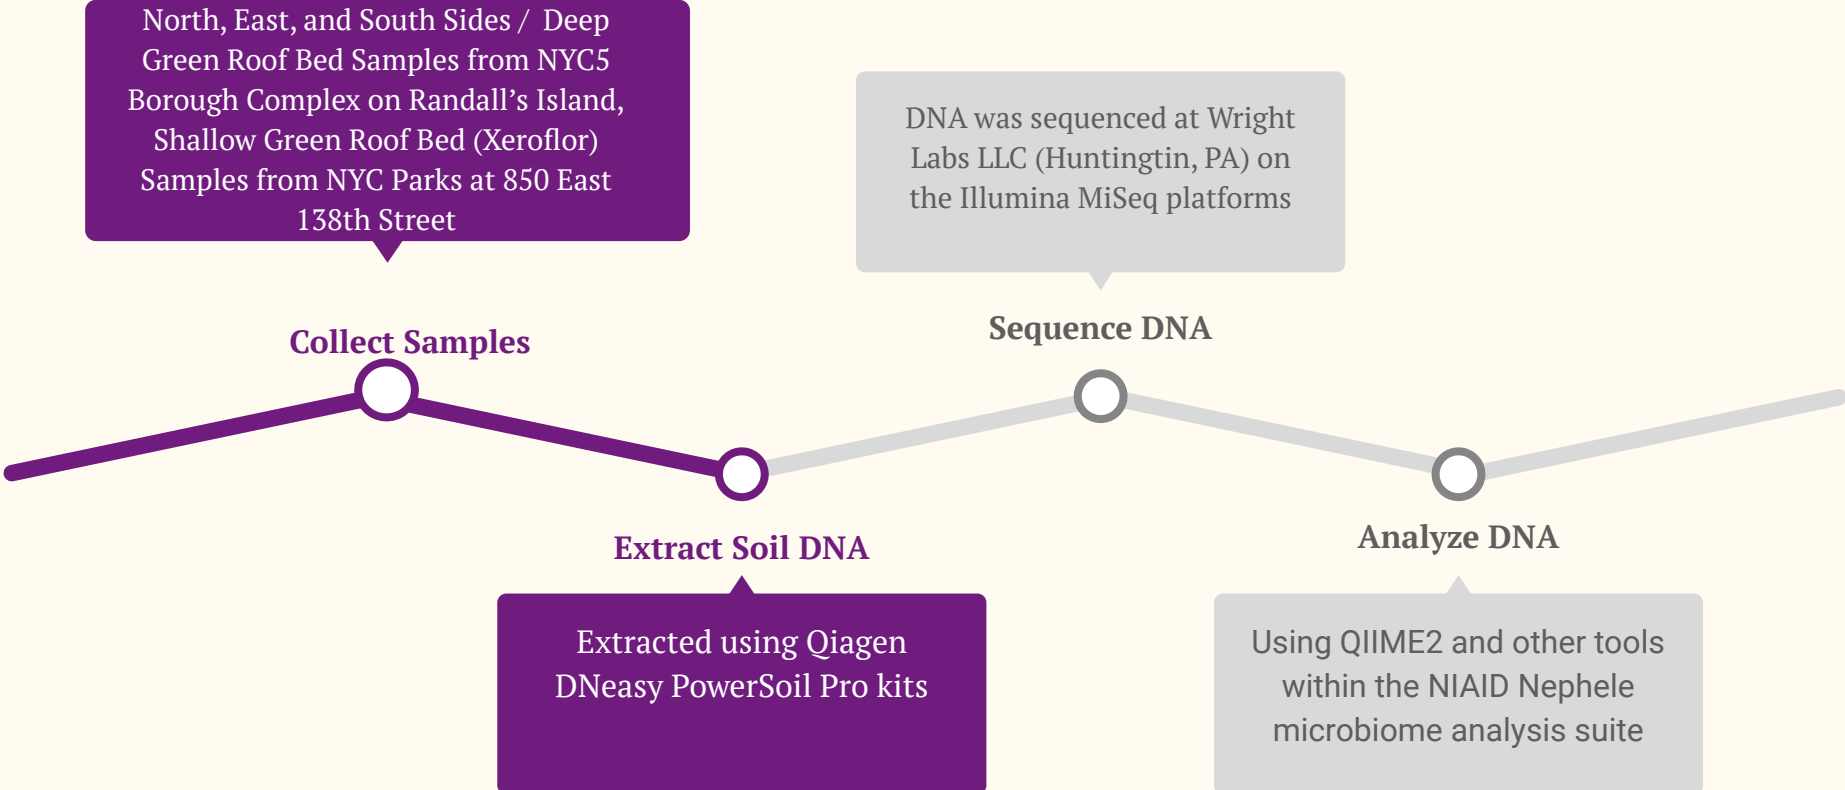 North, East, and South Sides / Deep
Green Roof Bed Samples from NYC5
Borough Complex on Randall’s Island,
Shallow Green Roof Bed (Xeroflor)
Samples from NYC Parks at 850 East
138th Street
Collect Samples
Extract Soil DNA
Extracted using Qiagen
DNeasy PowerSoil Pro kits
DNA was sequenced at Wright
Labs LLC (Huntingtin, PA) on
the Illumina MiSeq platforms
Sequence DNA
Analyze DNA
Using QIIME2 and other tools
within the NIAID Nephele
microbiome analysis suite